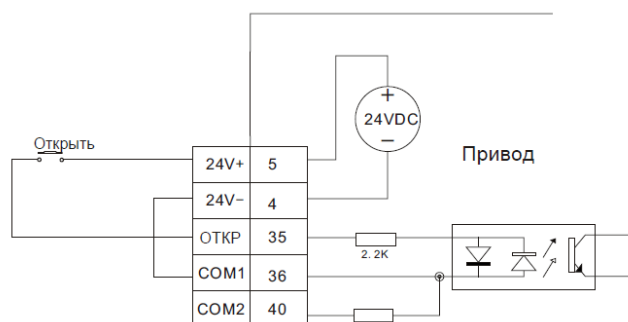 Открыть
+
24VDC
−
Привод
24V+ 5
24V− 4
ОТКР 35
2. 2K
COM1 36
COM2 40